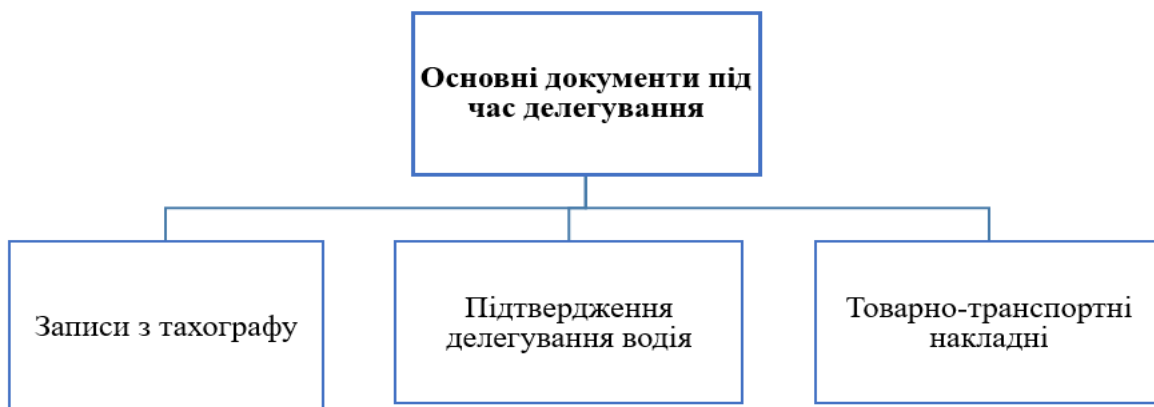 Основні документи під
час делегування
Записи з тахографу
Підтвердження
делегування водія
Товарно-транспортні
накладні